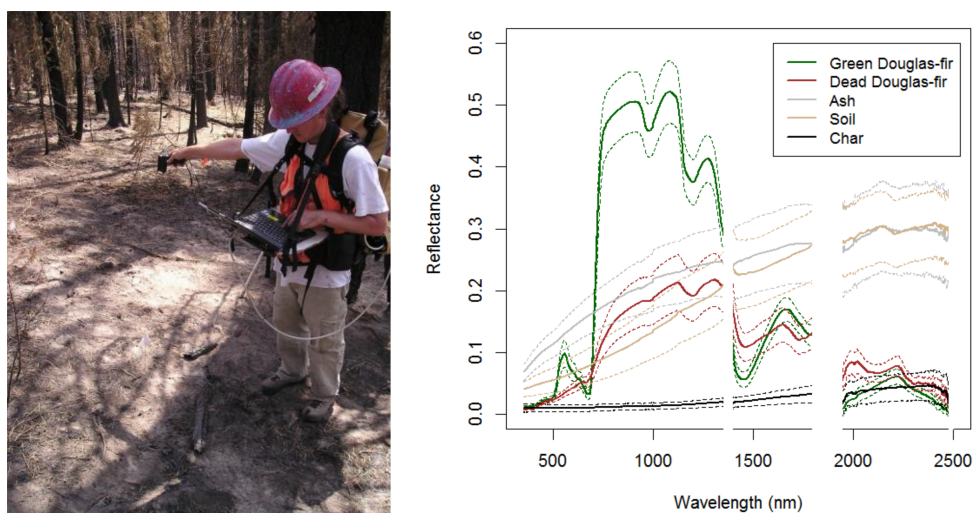 0.6
0.5
0.4
0.3
0.2
0.1
0.0
Reflectance
Green Douglas-fir
Dead Douglas-fir
Ash
Soil
Char
500
1000
1500
2000
2500
Wavelength (nm)